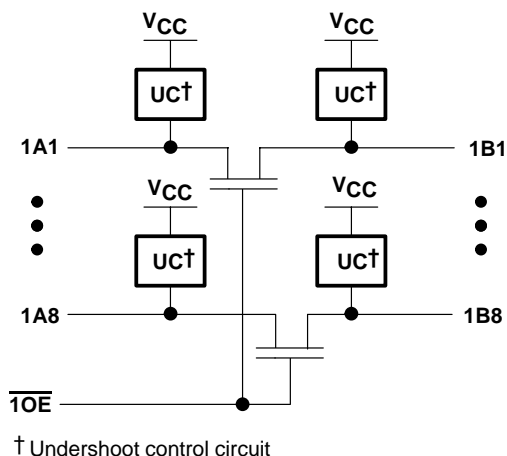 VCC VCC
UC† UC†
1A1 1B1
VCC VCC
UC† UC†
1A8 1B8
1OE
† Undershoot control circuit